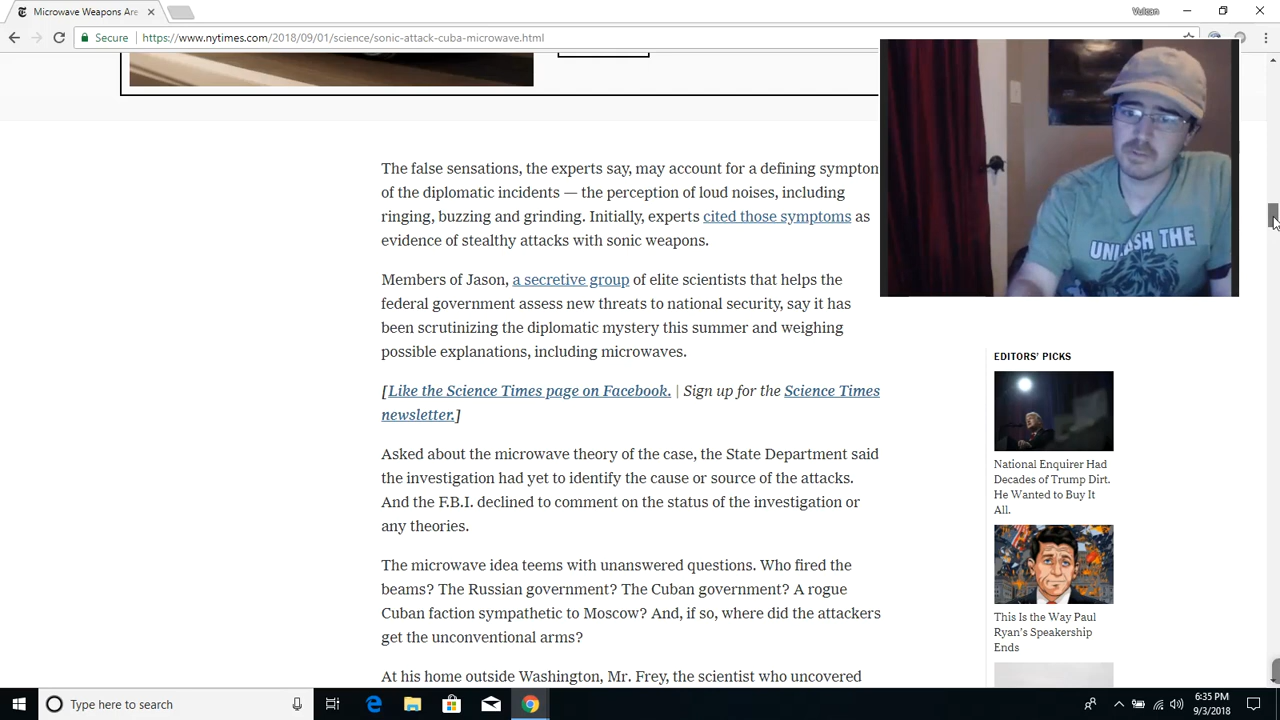 Microwave Weapons Are
Vulcan
Secure
https://www.nytimes.com/2018/09/01/science/sonic-attack-cuba-microwave.html
The false sensations, the experts say, may account for a defining symptom
of the diplomatic incidents — the perception of loud noises, including
ringing, buzzing and grinding. Initially, experts cited those symptoms as
evidence of stealthy attacks with sonic weapons.
Members of Jason, a secretive group of elite scientists that helps the
federal government assess new threats to national security, say it has
been scrutinizing the diplomatic mystery this summer and weighing
possible explanations, including microwaves.
[Like the Science Times page on Facebook. | Sign up for the Science Times
newsletter.]
Asked about the microwave theory of the case, the State Department said
the investigation had yet to identify the cause or source of the attacks.
And the F.B.I. declined to comment on the status of the investigation or
any theories.
The microwave idea teems with unanswered questions. Who fired the
beams? The Russian government? The Cuban government? A rogue
Cuban faction sympathetic to Moscow? And, if so, where did the attackers
get the unconventional arms?
At his home outside Washington, Mr. Frey, the scientist who uncovered
THE
EDITORS' PICKS
National Enquirer Had
Decades of Trump Dirt.
He Wanted to Buy It
All.
This Is the Way Paul
Ryan's Speakership
Ends
Type here to search
6:35 PM
9/3/2018